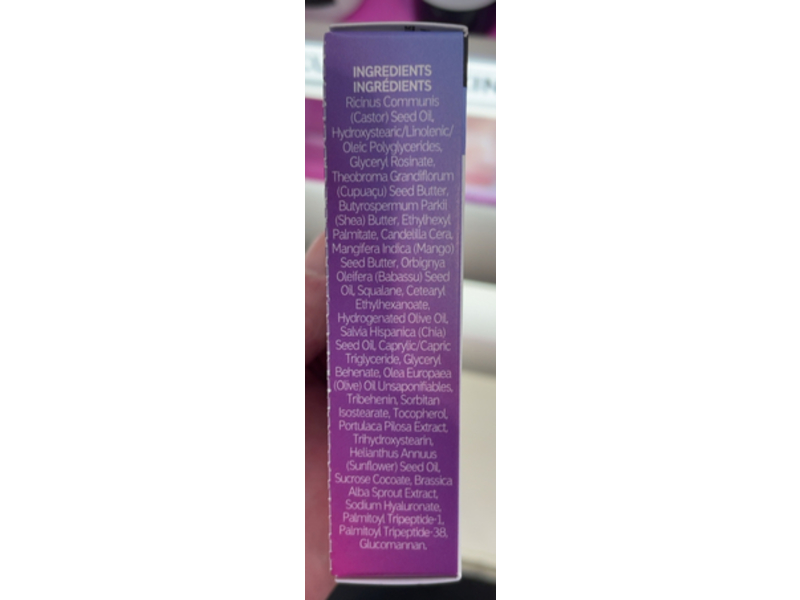 INGREDIENTS
INGRÉDIENTS
Ricinus Communis
(Castor) Seed Oil,
Hydroxystearic/Linolenic/
Oleic Polyglycerides,
Glyceryl Rosinate,
Theobroma Grandiflorum
(Cupuaçu) Seed Butter,
Butyrospermum Parkii
(Shea) Butter, Ethylhexyl
Palmitate, Candelilla Cera,
Mangifera Indica (Mango)
Seed Butter, Orbignya
Oleifera (Babassu) Seed
Oil, Squalane, Cetearyl
Ethylhexanoate,
Hydrogenated Olive Oil,
Salvia Hispanica (Chia)
Seed Oil, Caprylic/Capric
Triglyceride, Glyceryl
Behenate, Olea Europaea
(Olive) Oil Unsaponifiables,
Tribehenin, Sorbitan
Isostearate, Tocopherol,
Portulaca Pilosa Extract,
Trihydroxystearin,
Helianthus Annuus
(Sunflower) Seed Oil,
Sucrose Cocoate, Brassica
Alba Sprout Extract,
Sodium Hyaluronate,
Palmitoyl Tripeptide-1,
Palmitoyl Tripeptide-38,
Glucomannan.